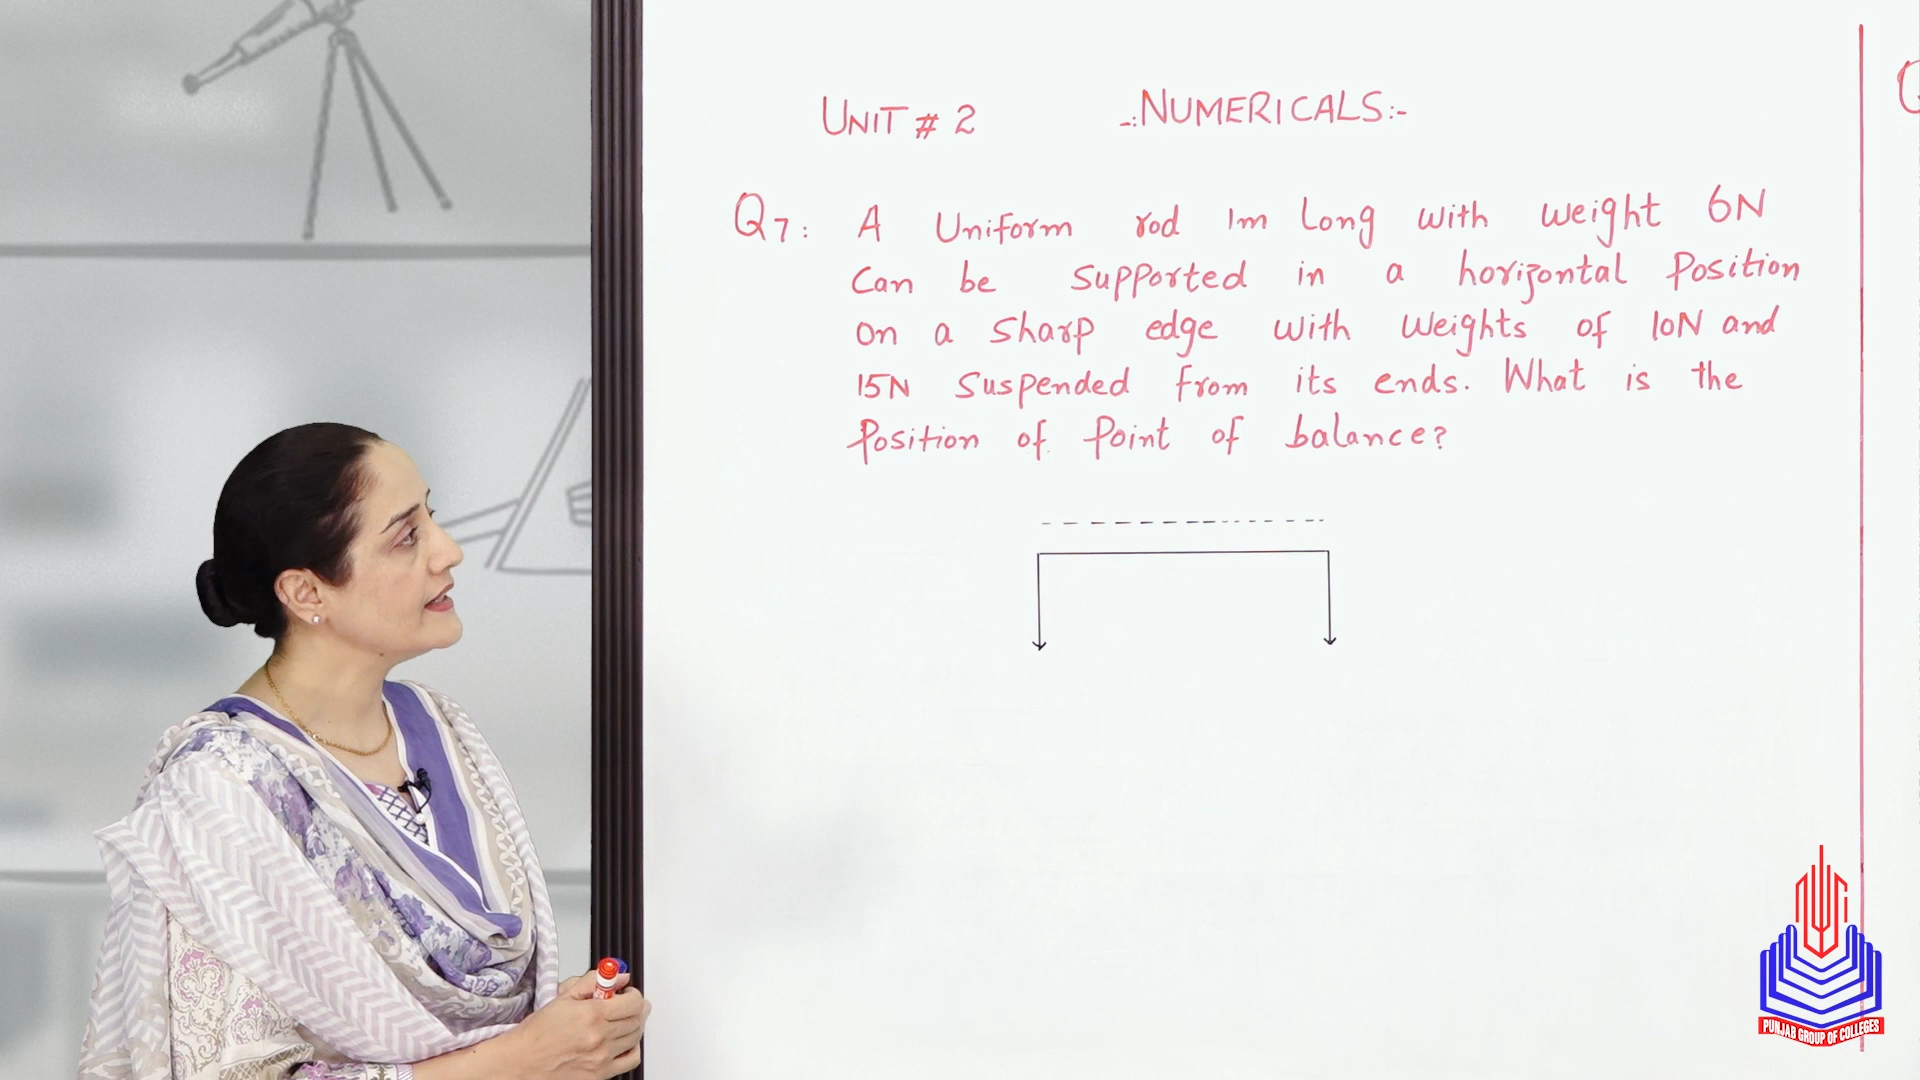 UNIT # 2 -:NUMERICALS:-
Q7: A Uniform rod 1m Long with weight 6N
Can be supported in a horizontal Position
on a sharp edge with weights of 10N and
15N suspended from its ends. What is the
Position of Point of balance?
PUNJAB GROUP OF COLLEGES